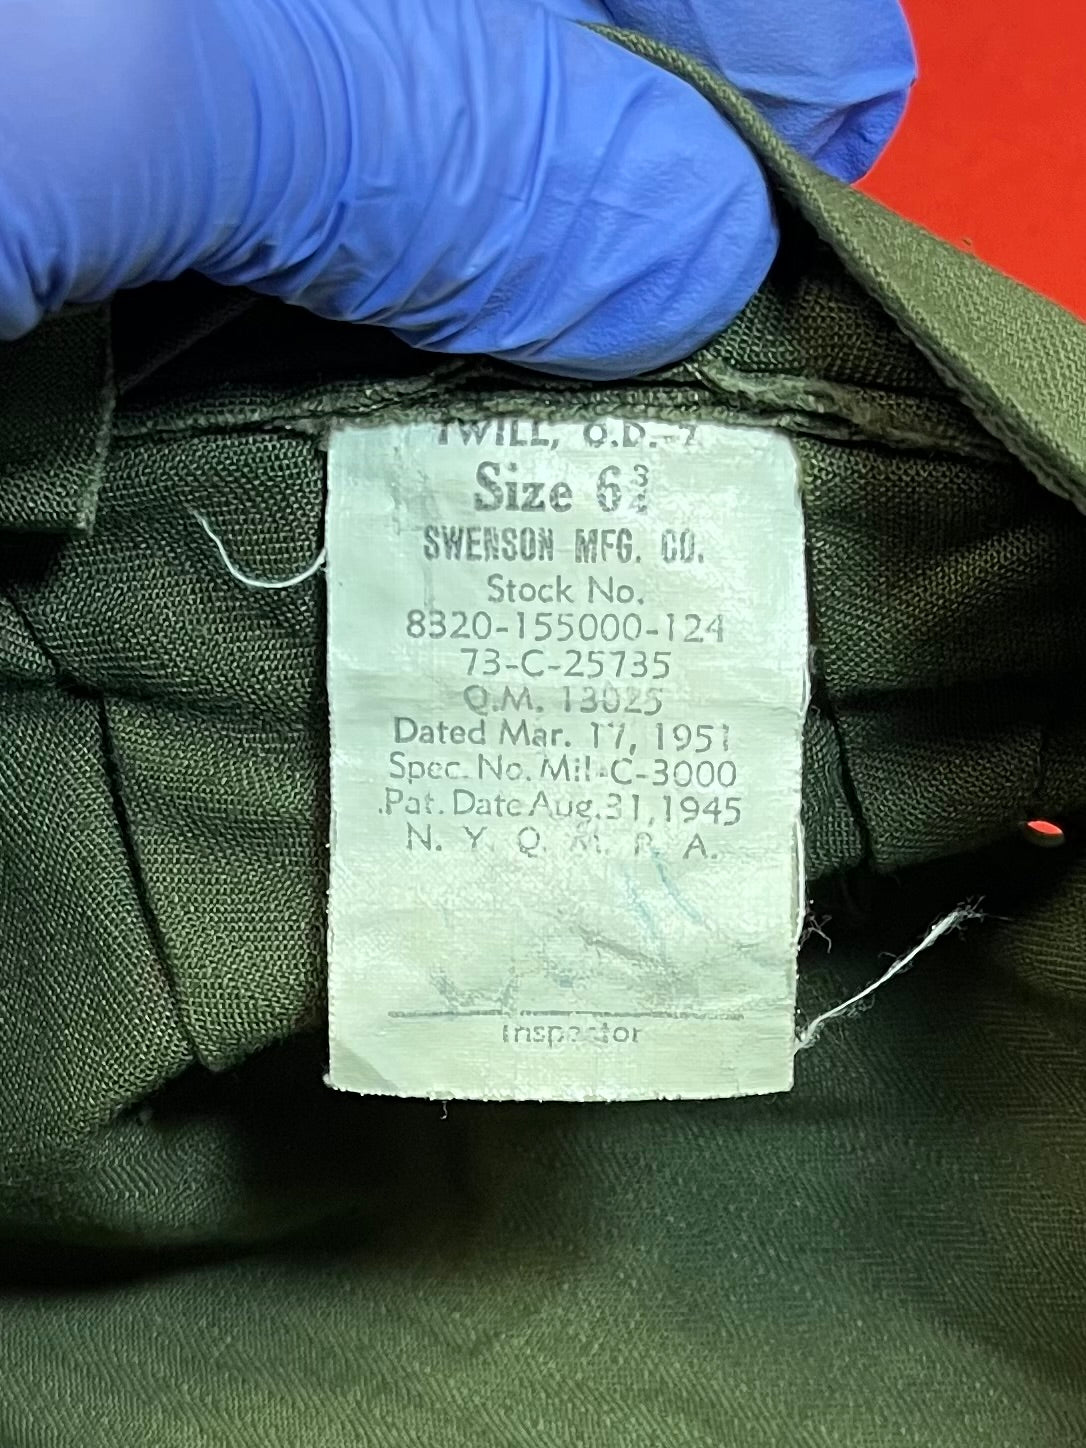 TWILL, O.D.-7
Size 6¾
SWENSON MFG. CO.
Stock No.
8320-155000-124
73-C-25735
Q.M. 13025
Dated Mar. 17, 1951
Spec. No. Mil-C-3000
Pat. Date Aug. 31, 1945
N. Y. Q. M. P. A.
Inspector